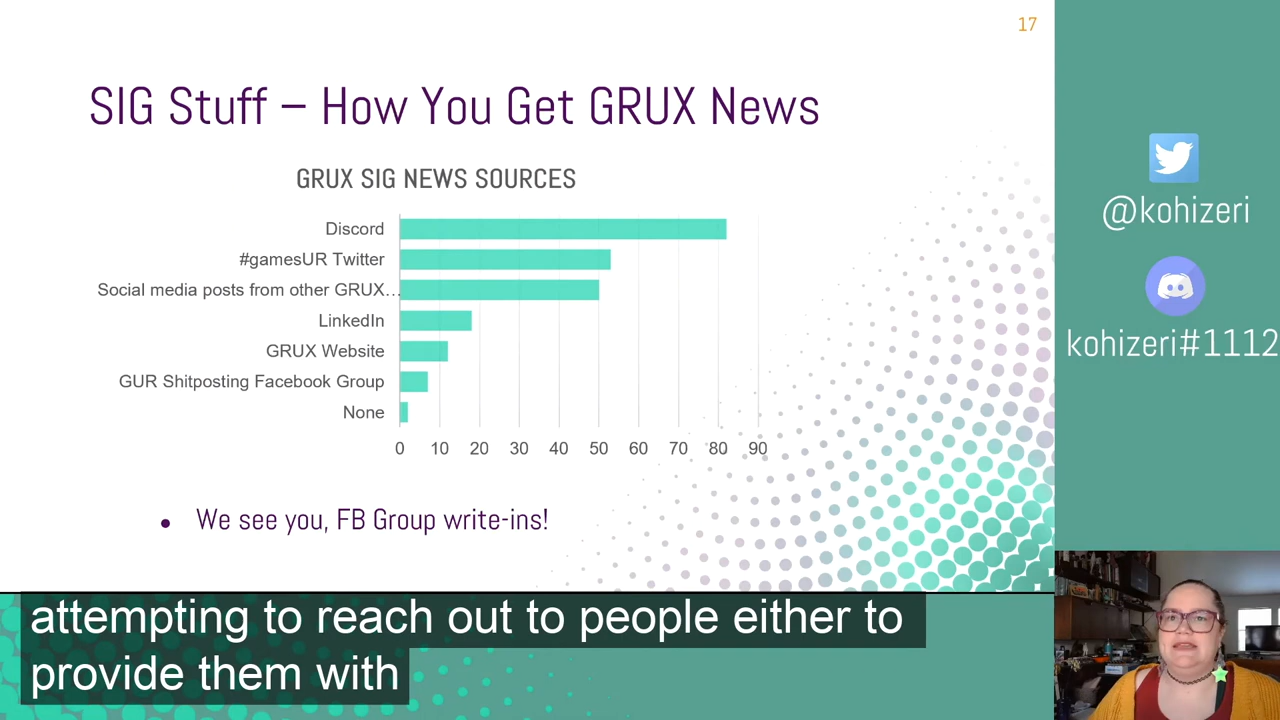 17
SIG Stuff – How You Get GRUX News
GRUX SIG NEWS SOURCES
Discord
#gamesUR Twitter
Social media posts from other GRUX…
LinkedIn
GRUX Website
GUR Shitposting Facebook Group
None
0 10 20 30 40 50 60 70 80 90
• We see you, FB Group write-ins!
@kohizeri
kohizeri#1112
attempting to reach out to people either to
provide them with